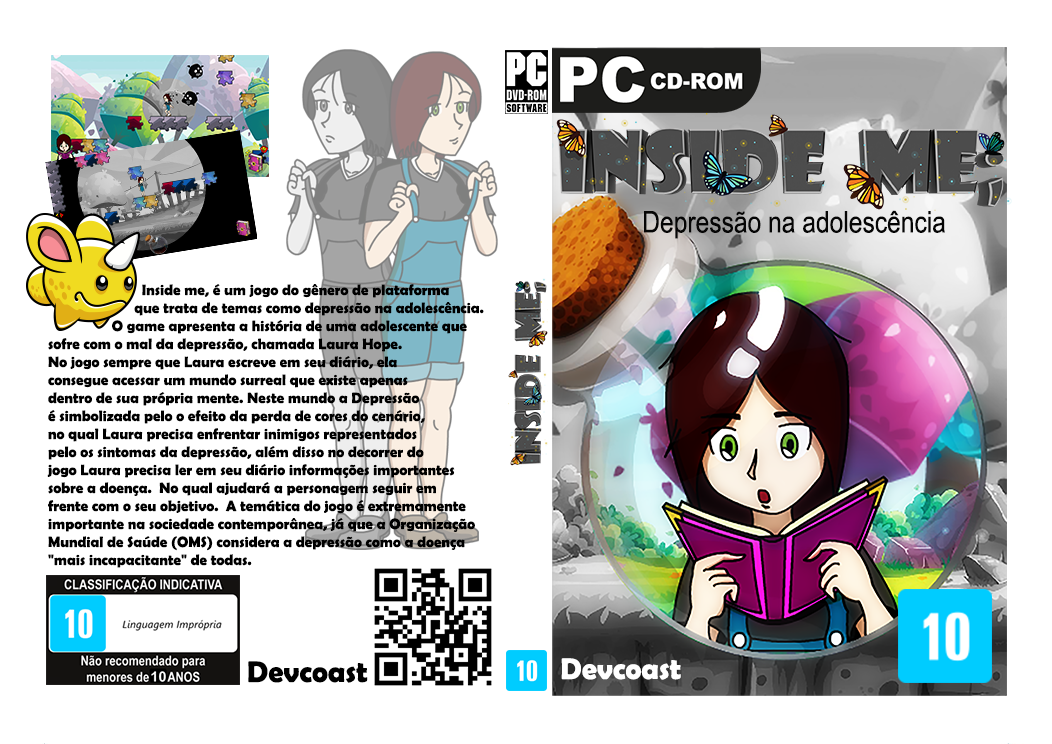 Inside me, é um jogo do gênero de plataforma
que trata de temas como depressão na adolescência.
O game apresenta a história de uma adolescente que
sofre com o mal da depressão, chamada Laura Hope.
No jogo sempre que Laura escreve em seu diário, ela
consegue acessar um mundo surreal que existe apenas
dentro de sua própria mente. Neste mundo a Depressão
é simbolizada pelo o efeito da perda de cores do cenário,
no qual Laura precisa enfrentar inimigos representados
pelo os sintomas da depressão, além disso no decorrer do
jogo Laura precisa ler em seu diário informações importantes
sobre a doença. No qual ajudará a personagem seguir em
frente com o seu objetivo. A temática do jogo é extremamente
importante na sociedade contemporânea, já que a Organização
Mundial de Saúde (OMS) considera a depressão como a doença
"mais incapacitante" de todas.
CLASSIFICAÇÃO INDICATIVA
10
Linguagem Imprópria
Não recomendado para
menores de 10 ANOS
Devcoast
PC
DVD-ROM
SOFTWARE
INSIDE ME;
10
PC CD-ROM
INSIDE ME;
Depressão na adolescência
Devcoast
10